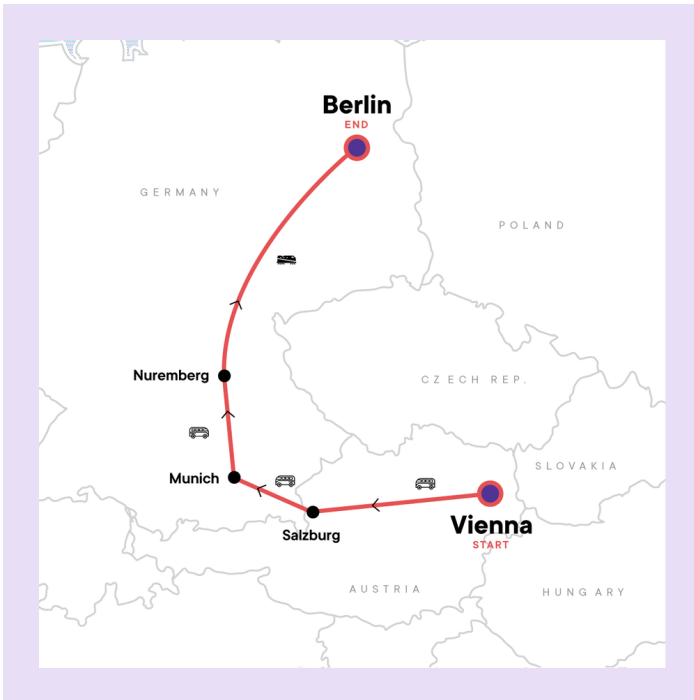 Berlin
END
GERMANY
POLAND
Nuremberg
CZECH REP.
SLOVAKIA
Munich
Vienna
START
Salzburg
AUSTRIA
HUNGARY